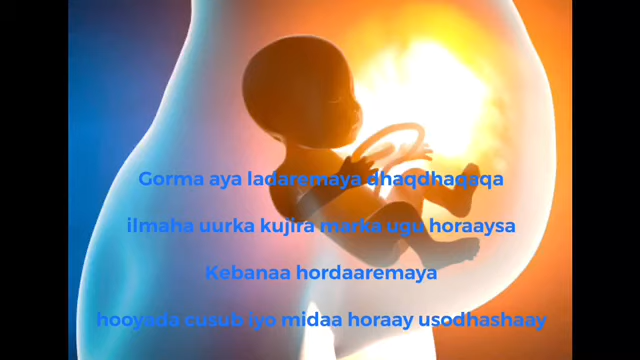 Gorma aya ladaremaya dhaqdhaqaqa
ilmaha uurka kujira marka ugu horaaysa
Kebanaa hordaaremaya
hooyada cusub iyo midaa horaay usodhashaay